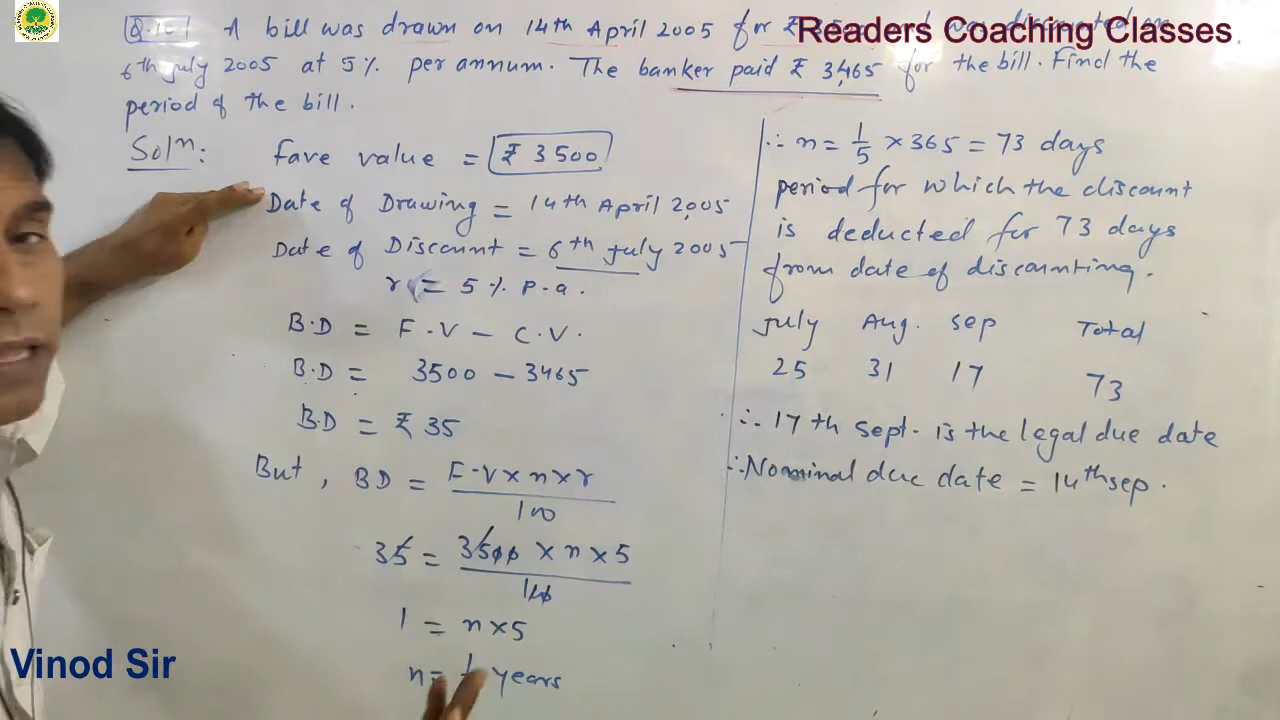 Q.10) A bill was drawn on 14th April 2005 for ₹ 3500
Readers Coaching Classes
6th july 2005 at 5% per annum. The banker paid ₹ 3,465 for the bill. Find the
period of the bill.
Solⁿ: Fave value = ₹ 3500
Date of Drawing = 14th April 2005
Date of Discount = 6th july 2005
r = 5% p.a.
B.D = F.V – C.V.
B.D = 3500 – 3465
B.D = ₹ 35
But, BD = F.V × n × r / 100
35 = 3500 × n × 5 / 100
1 = n × 5
n = years
∴ n = 1/5 × 365 = 73 days
period for which the discount
is deducted for 73 days
from date of discounting.
july Aug. sep Total
25 31 17 73
∴ 17th sept. is the legal due date
∴ Nominal due date = 14th sep.
Vinod Sir